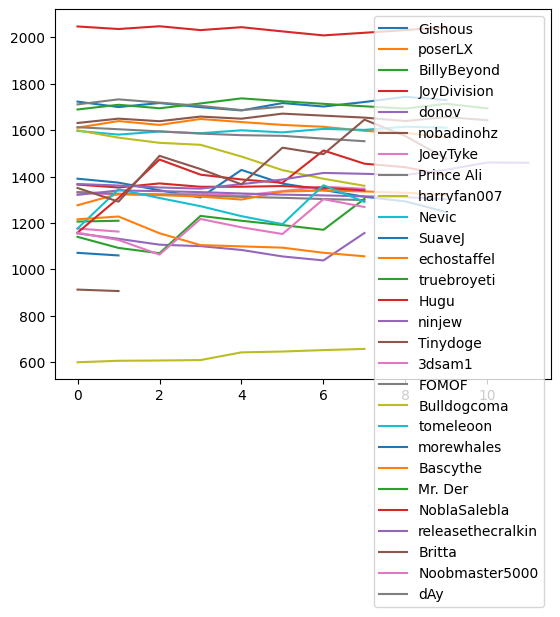 2000
1800
1600
1400
1200
1000
800
600
0
2
4
6
8
10
Gishous
poserLX
BillyBeyond
JoyDivision
donov
nobadinohz
JoeyTyke
Prince Ali
harryfan007
Nevic
SuaveJ
echostaffel
truebroyeti
Hugu
ninjew
Tinydoge
3dsam1
FOMOF
Bulldogcoma
tomeleoon
morewhales
Bascythe
Mr. Der
NoblaSalebla
releasethecralkin
Britta
Noobmaster5000
dAy